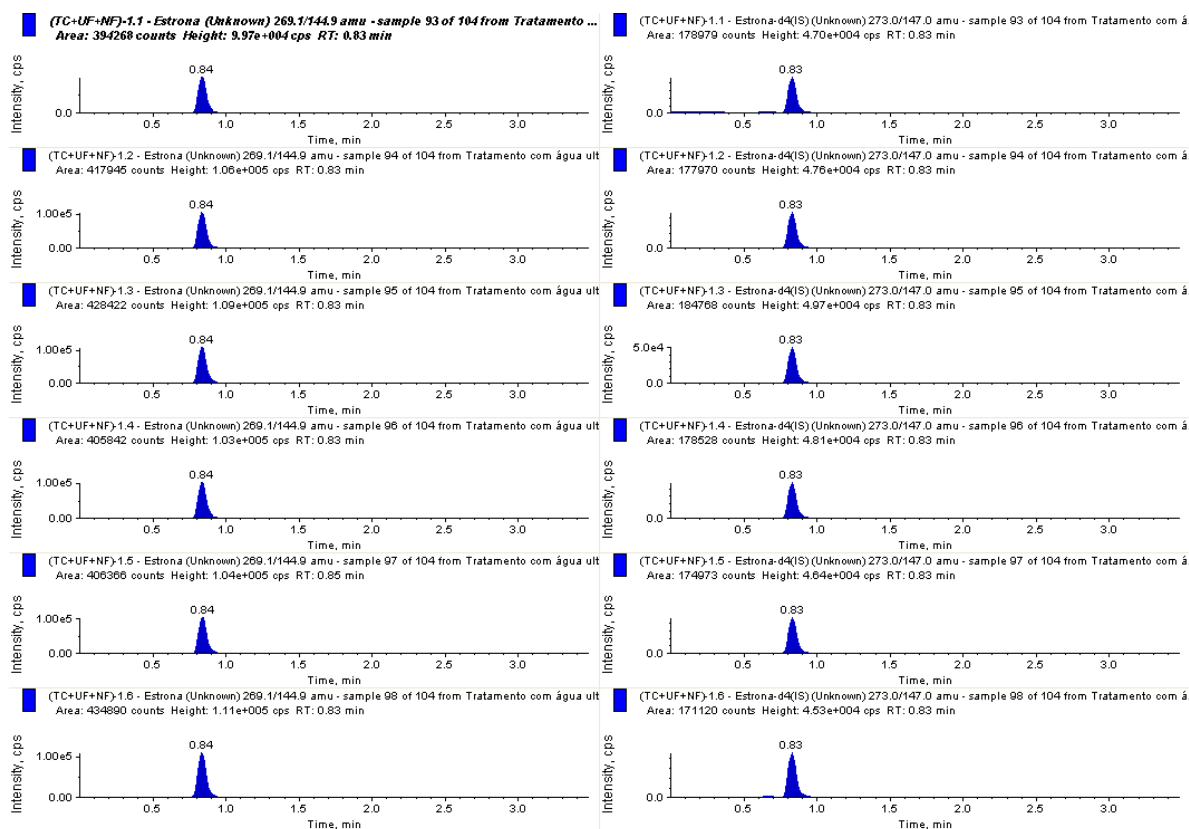 (TC+UF+NF)-1.1 - Estrona (Unknown) 269.1/144.9 amu - sample 93 of 104 from Tratamento ...
Area: 394268 counts Height: 9.97e+004 cps RT: 0.83 min
Intensity, cps
0.84
0.0
0.5 1.0 1.5 2.0 2.5 3.0
Time, min
(TC+UF+NF)-1.1 - Estrona-d4(IS) (Unknown) 273.0/147.0 amu - sample 93 of 104 from Tratamento com á
Area: 178979 counts Height: 4.70e+004 cps RT: 0.83 min
Intensity, cps
0.83
0.0
0.5 1.0 1.5 2.0 2.5 3.0
Time, min
(TC+UF+NF)-1.2 - Estrona (Unknown) 269.1/144.9 amu - sample 94 of 104 from Tratamento com água ult
Area: 417945 counts Height: 1.06e+005 cps RT: 0.83 min
Intensity, cps
0.84
1.00e5
0.00
0.5 1.0 1.5 2.0 2.5 3.0
Time, min
(TC+UF+NF)-1.2 - Estrona-d4(IS) (Unknown) 273.0/147.0 amu - sample 94 of 104 from Tratamento com á
Area: 177970 counts Height: 4.76e+004 cps RT: 0.83 min
Intensity, cps
0.83
0.0
0.5 1.0 1.5 2.0 2.5 3.0
Time, min
(TC+UF+NF)-1.3 - Estrona (Unknown) 269.1/144.9 amu - sample 95 of 104 from Tratamento com água ult
Area: 428422 counts Height: 1.09e+005 cps RT: 0.83 min
Intensity, cps
0.84
1.00e5
0.00
0.5 1.0 1.5 2.0 2.5 3.0
Time, min
(TC+UF+NF)-1.3 - Estrona-d4(IS) (Unknown) 273.0/147.0 amu - sample 95 of 104 from Tratamento com á
Area: 184768 counts Height: 4.97e+004 cps RT: 0.83 min
Intensity, cps
0.83
5.0e4
0.0
0.5 1.0 1.5 2.0 2.5 3.0
Time, min
(TC+UF+NF)-1.4 - Estrona (Unknown) 269.1/144.9 amu - sample 96 of 104 from Tratamento com água ult
Area: 405842 counts Height: 1.03e+005 cps RT: 0.83 min
Intensity, cps
0.84
1.00e5
0.00
0.5 1.0 1.5 2.0 2.5 3.0
Time, min
(TC+UF+NF)-1.4 - Estrona-d4(IS) (Unknown) 273.0/147.0 amu - sample 96 of 104 from Tratamento com á
Area: 178528 counts Height: 4.81e+004 cps RT: 0.83 min
Intensity, cps
0.83
0.0
0.5 1.0 1.5 2.0 2.5 3.0
Time, min
(TC+UF+NF)-1.5 - Estrona (Unknown) 269.1/144.9 amu - sample 97 of 104 from Tratamento com água ult
Area: 406366 counts Height: 1.04e+005 cps RT: 0.85 min
Intensity, cps
0.84
1.00e5
0.00
0.5 1.0 1.5 2.0 2.5 3.0
Time, min
(TC+UF+NF)-1.5 - Estrona-d4(IS) (Unknown) 273.0/147.0 amu - sample 97 of 104 from Tratamento com á
Area: 174973 counts Height: 4.64e+004 cps RT: 0.83 min
Intensity, cps
0.83
0.0
0.5 1.0 1.5 2.0 2.5 3.0
Time, min
(TC+UF+NF)-1.6 - Estrona (Unknown) 269.1/144.9 amu - sample 98 of 104 from Tratamento com água ult
Area: 434890 counts Height: 1.11e+005 cps RT: 0.83 min
Intensity, cps
0.84
1.00e5
0.00
0.5 1.0 1.5 2.0 2.5 3.0
Time, min
(TC+UF+NF)-1.6 - Estrona-d4(IS) (Unknown) 273.0/147.0 amu - sample 98 of 104 from Tratamento com á
Area: 171120 counts Height: 4.53e+004 cps RT: 0.83 min
Intensity, cps
0.83
0.0
0.5 1.0 1.5 2.0 2.5 3.0
Time, min